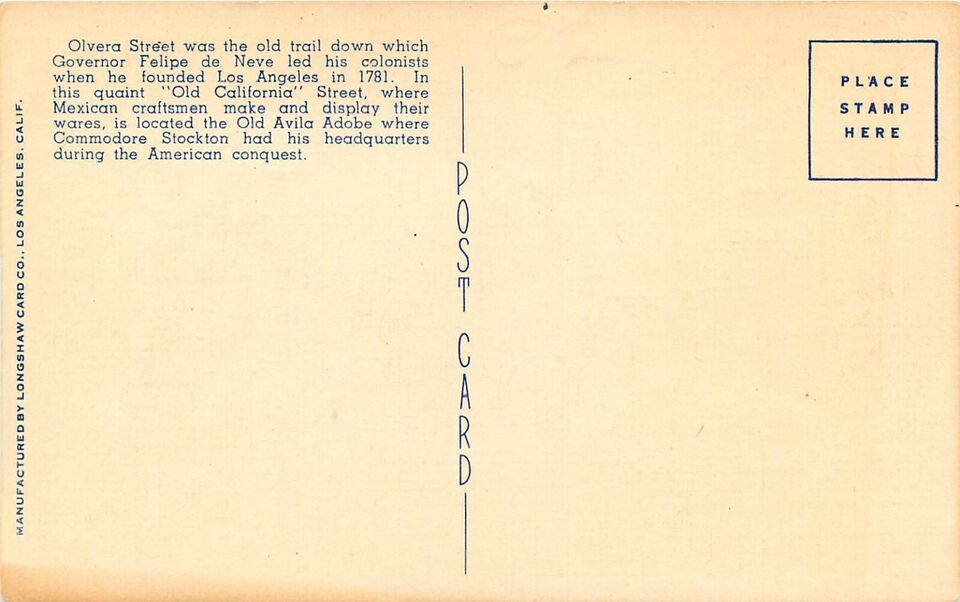 Olvera Street was the old trail down which
Governor Felipe de Neve led his colonists
when he founded Los Angeles in 1781. In
this quaint "Old California" Street, where
Mexican craftsmen make and display their
wares, is located the Old Avila Adobe where
Commodore Stockton had his headquarters
during the American conquest.
MANUFACTURED BY LONGSHAW CARD CO., LOS ANGELES, CALIF.
POST CARD
PLACE
STAMP
HERE